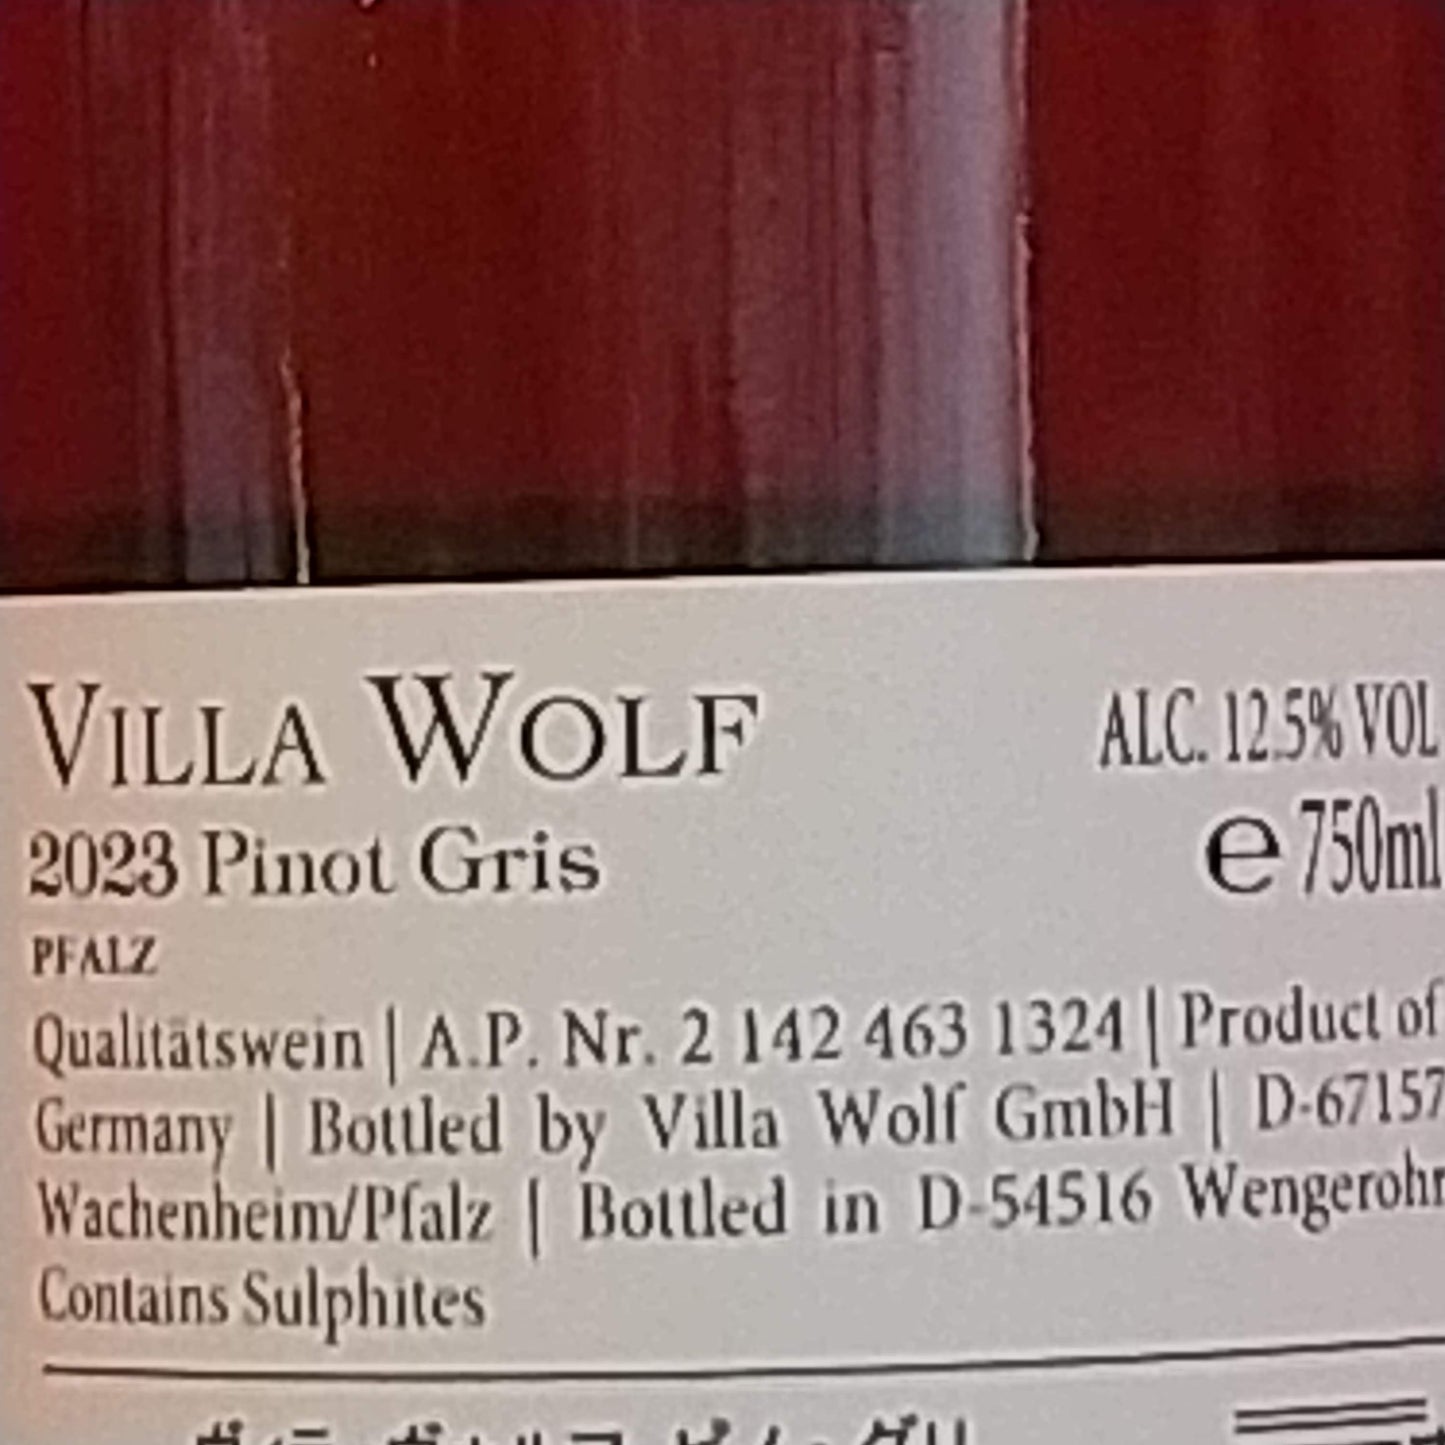 VILLA WOLF
ALC. 12.5% VOL
2023 Pinot Gris
e 750ml
PFALZ
Qualitätswein | A.P. Nr. 2 142 463 1324 | Product of
Germany | Bottled by Villa Wolf GmbH | D-67157
Wachenheim/Pfalz | Bottled in D-54516 Wengerohr
Contains Sulphites